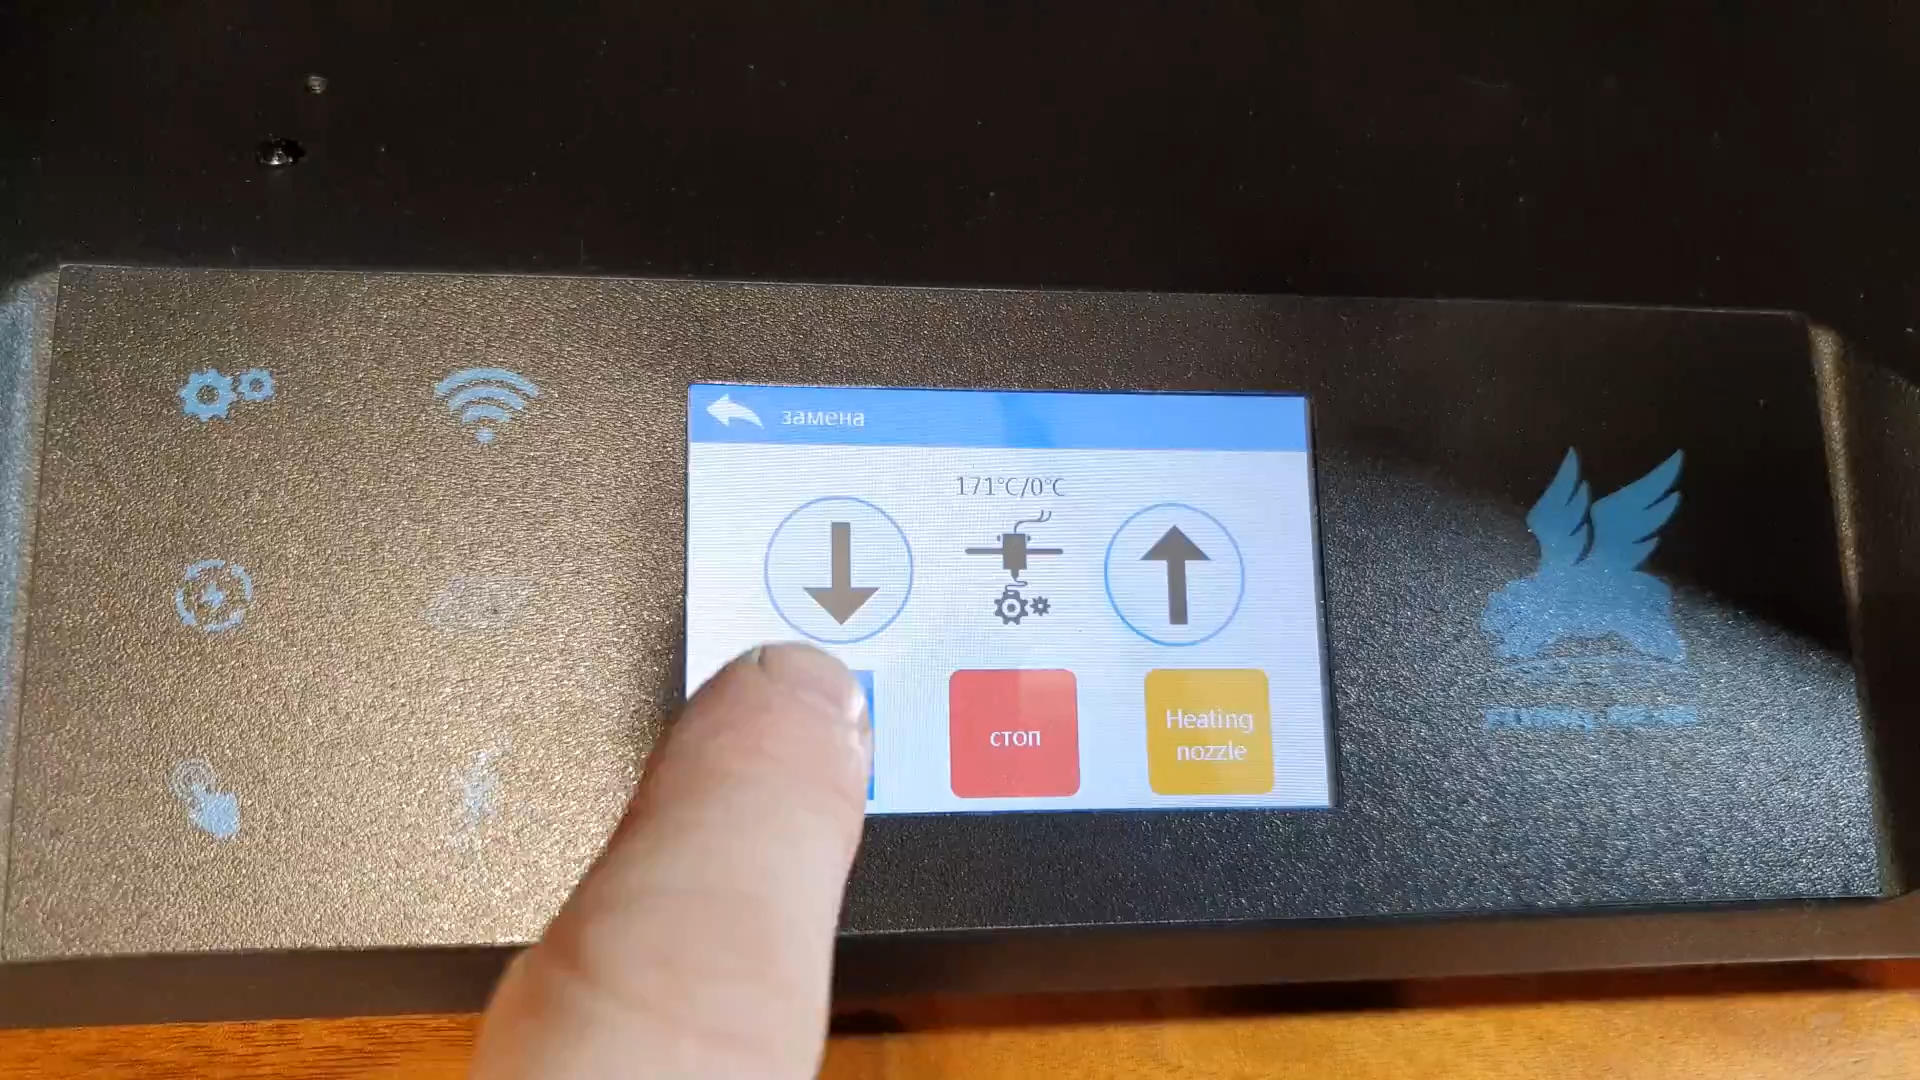 замена
171°C/0°C
стоп
Heating
nozzle